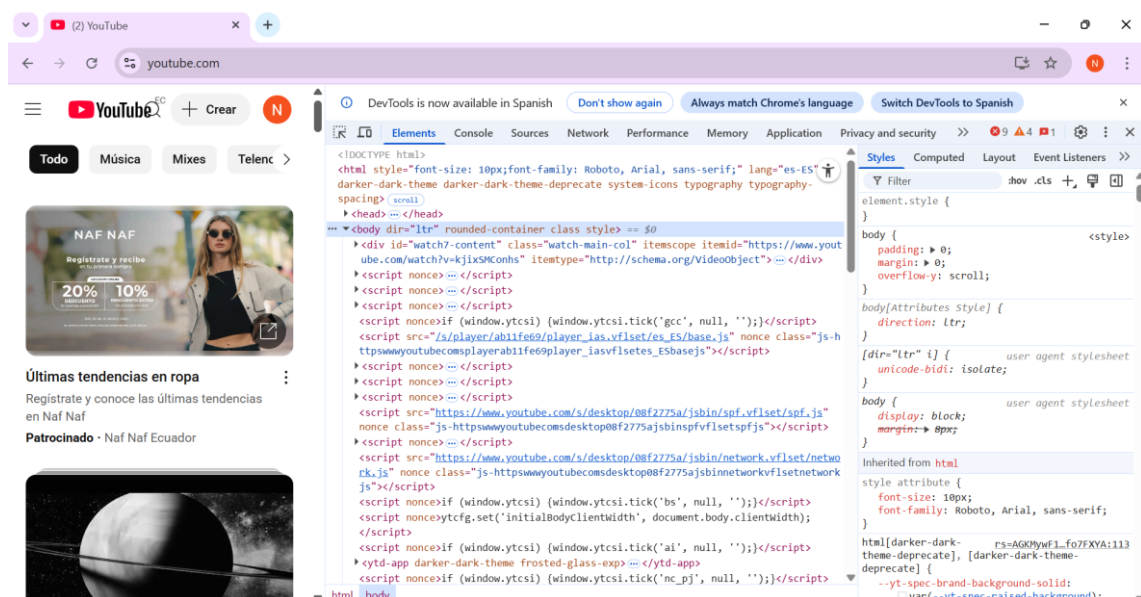 (2) YouTube
youtube.com
N
YouTube EC
Crear
N
Todo
Música
Mixes
Telenc
NAF NAF
Regístrate y recibe
en tu primera compra
20% 10%
DESCUENTO DESCUENTO EXTRA
Últimas tendencias en ropa
Regístrate y conoce las últimas tendencias
en Naf Naf
Patrocinado · Naf Naf Ecuador
DevTools is now available in Spanish
Don't show again
Always match Chrome's language
Switch DevTools to Spanish
Elements Console Sources Network Performance Memory Application Privacy and security 9 4 1
<!DOCTYPE html>
<html style="font-size: 10px;font-family: Roboto, Arial, sans-serif;" lang="es-ES"
darker-dark-theme darker-dark-theme-deprecate system-icons typography typography-
spacing> scroll
<head> … </head>
<body dir="ltr" rounded-container class style> == $0
<div id="watch7-content" class="watch-main-col" itemscope itemid="https://www.yout
ube.com/watch?v=kjixSMConhs" itemtype="http://schema.org/VideoObject"> … </div>
<script nonce> … </script>
<script nonce> … </script>
<script nonce> … </script>
<script nonce>if (window.ytcsi) {window.ytcsi.tick('gcc', null, '');}</script>
<script src="/s/player/ab11fe69/player_ias.vflset/es_ES/base.js" nonce class="js-h
ttpswwwyoutubecomsplayerab11fe69player_iasvflsetes_ESbasejs"></script>
<script nonce> … </script>
<script nonce> … </script>
<script nonce> … </script>
<script src="https://www.youtube.com/s/desktop/08f2775a/jsbin/spf.vflset/spf.js"
nonce class="js-httpswwwyoutubecomsdesktop08f2775ajsbinspfvflsetspfjs"></script>
<script nonce> … </script>
<script src="https://www.youtube.com/s/desktop/08f2775a/jsbin/network.vflset/netwo
rk.js" nonce class="js-httpswwwyoutubecomsdesktop08f2775ajsbinnetworkvflsetnetwork
js"></script>
<script nonce>if (window.ytcsi) {window.ytcsi.tick('bs', null, '');}</script>
<script nonce>ytcfg.set('initialBodyClientWidth', document.body.clientWidth);
</script>
<script nonce>if (window.ytcsi) {window.ytcsi.tick('ai', null, '');}</script>
<ytd-app darker-dark-theme frosted-glass-exp> … </ytd-app>
<script nonce>if (window.ytcsi) {window.ytcsi.tick('nc_pj', null, '');}</script>
html body
Styles Computed Layout Event Listeners
Filter :hov .cls
element.style {
}
body { <style>
padding: 0;
margin: 0;
overflow-y: scroll;
}
body[Attributes Style] {
direction: ltr;
}
[dir="ltr" i] { user agent stylesheet
unicode-bidi: isolate;
}
body { user agent stylesheet
display: block;
margin: 8px;
}
Inherited from html
style attribute {
font-size: 10px;
font-family: Roboto, Arial, sans-serif;
}
html[darker-dark- rs=AGKMywF1…fo7FXYA:113
theme-deprecate], [darker-dark-theme-
deprecate] {
--yt-spec-brand-background-solid:
var(--yt-spec-raised-background);